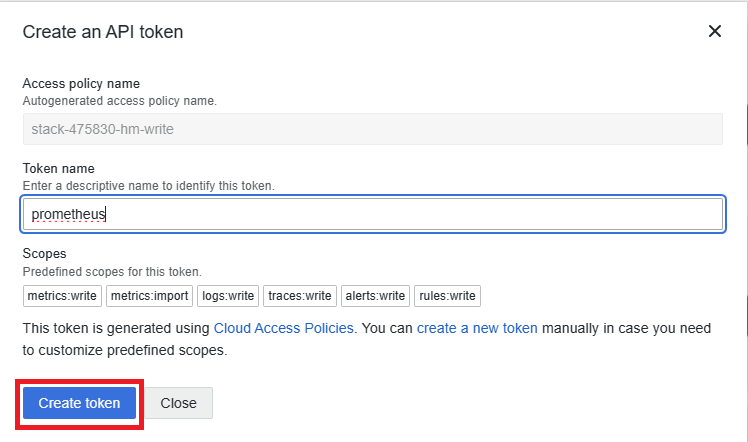 Create an API token
Access policy name
Autogenerated access policy name.
stack-475830-hm-write
Token name
Enter a descriptive name to identify this token.
prometheus
Scopes
Predefined scopes for this token.
metrics:write metrics:import logs:write traces:write alerts:write rules:write
This token is generated using Cloud Access Policies. You can create a new token manually in case you need
to customize predefined scopes.
Create token Close